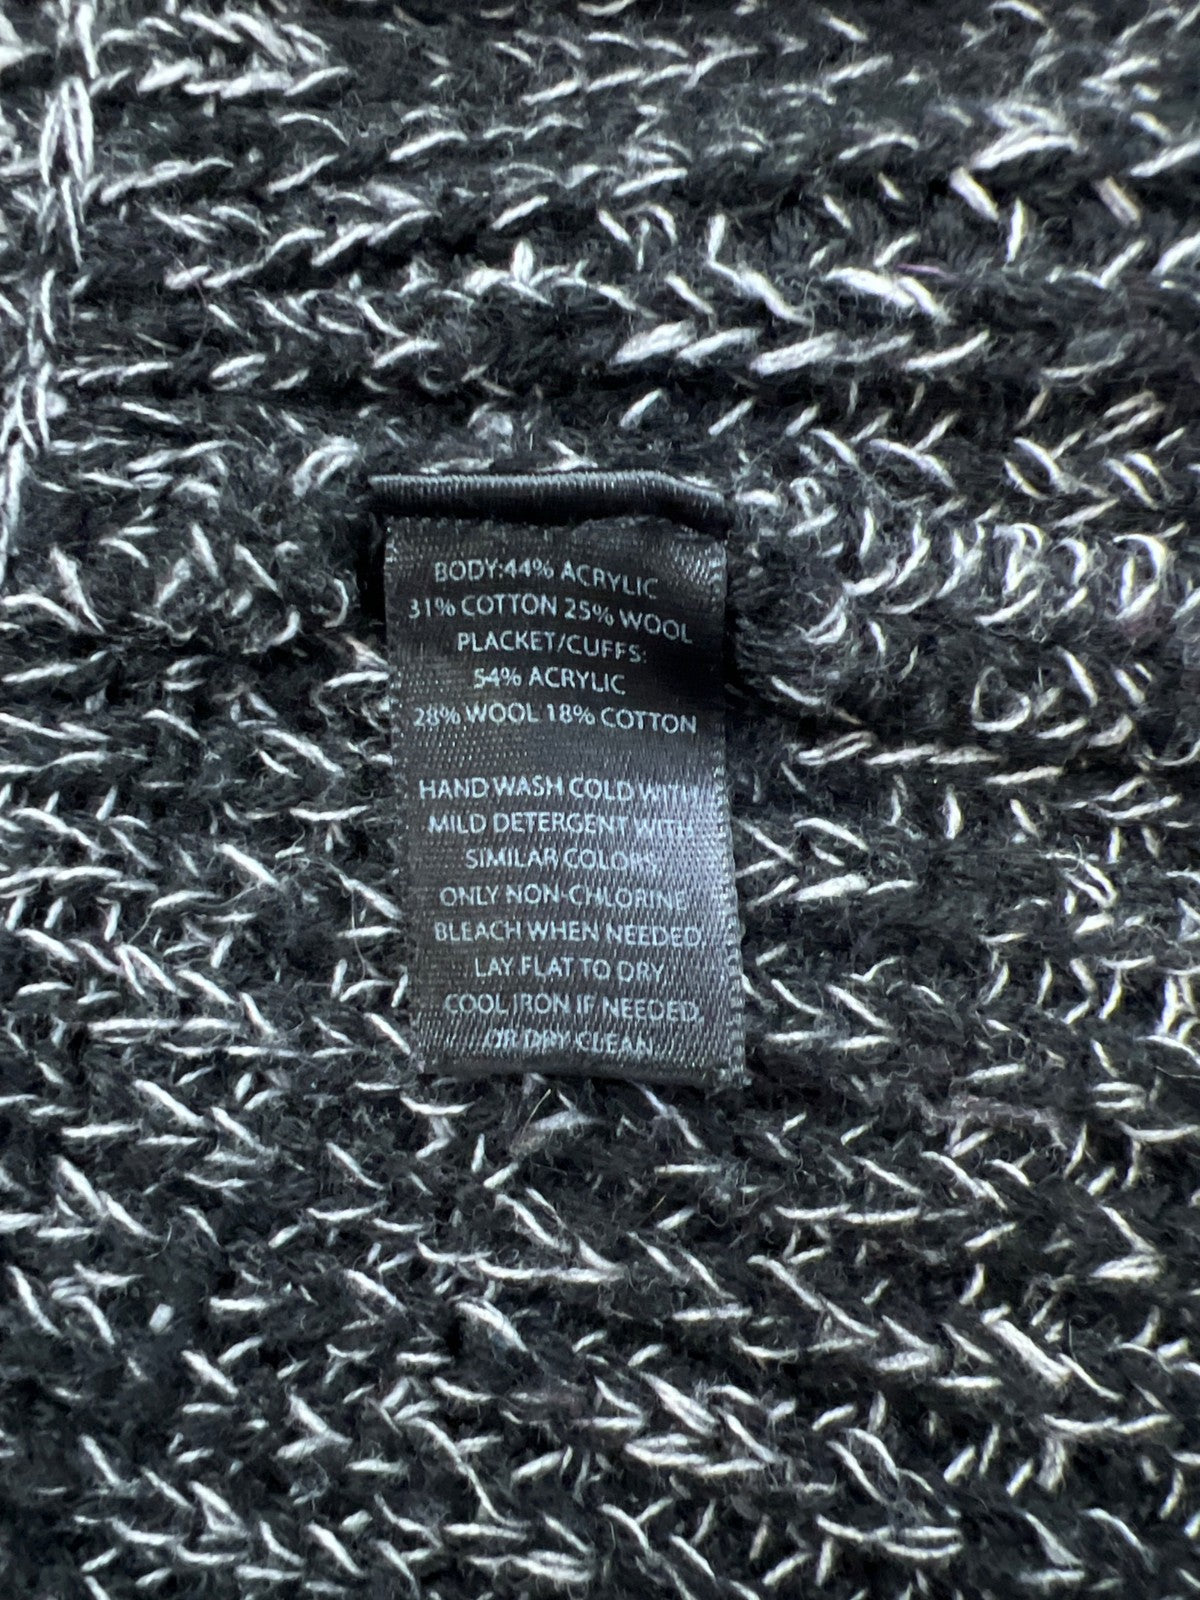 BODY:44% ACRYLIC
31% COTTON 25% WOOL
PLACKET/CUFFS:
54% ACRYLIC
28% WOOL 18% COTTON
HAND WASH COLD WITH
MILD DETERGENT WITH
SIMILAR COLORS.
ONLY NON-CHLORINE
BLEACH WHEN NEEDED,
LAY FLAT TO DRY
COOL IRON IF NEEDED,
OR DRY CLEAN